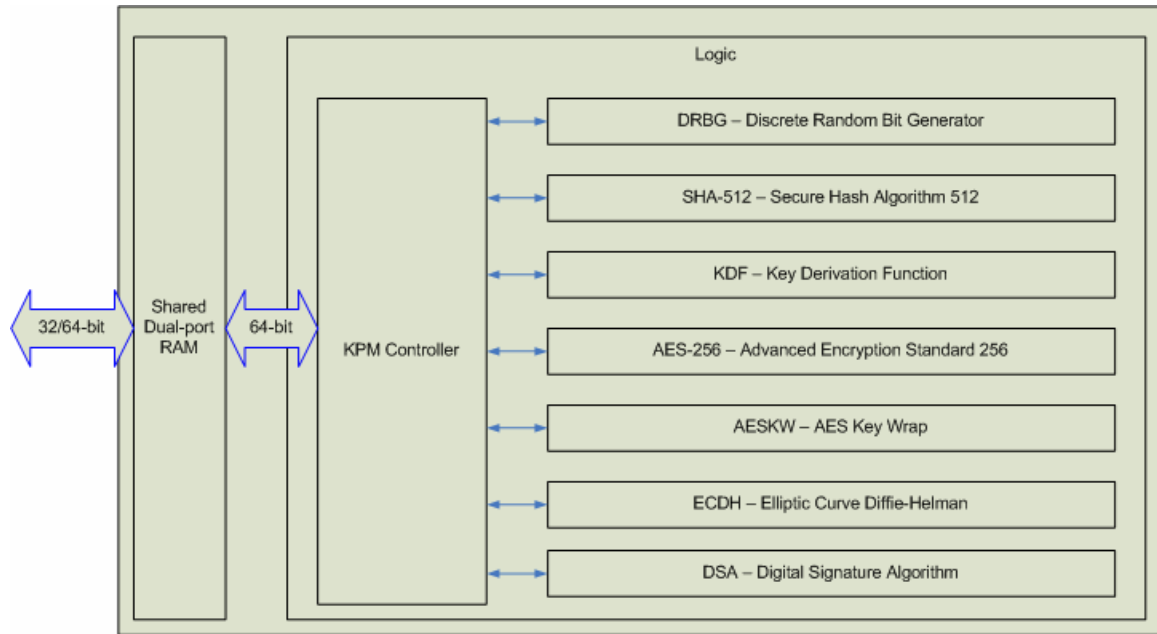 Logic
DRBG – Discrete Random Bit Generator
SHA-512 – Secure Hash Algorithm 512
KDF – Key Derivation Function
32/64-bit
Shared
Dual-port
RAM
64-bit
KPM Controller
AES-256 – Advanced Encryption Standard 256
AESKW – AES Key Wrap
ECDH – Elliptic Curve Diffie-Helman
DSA – Digital Signature Algorithm